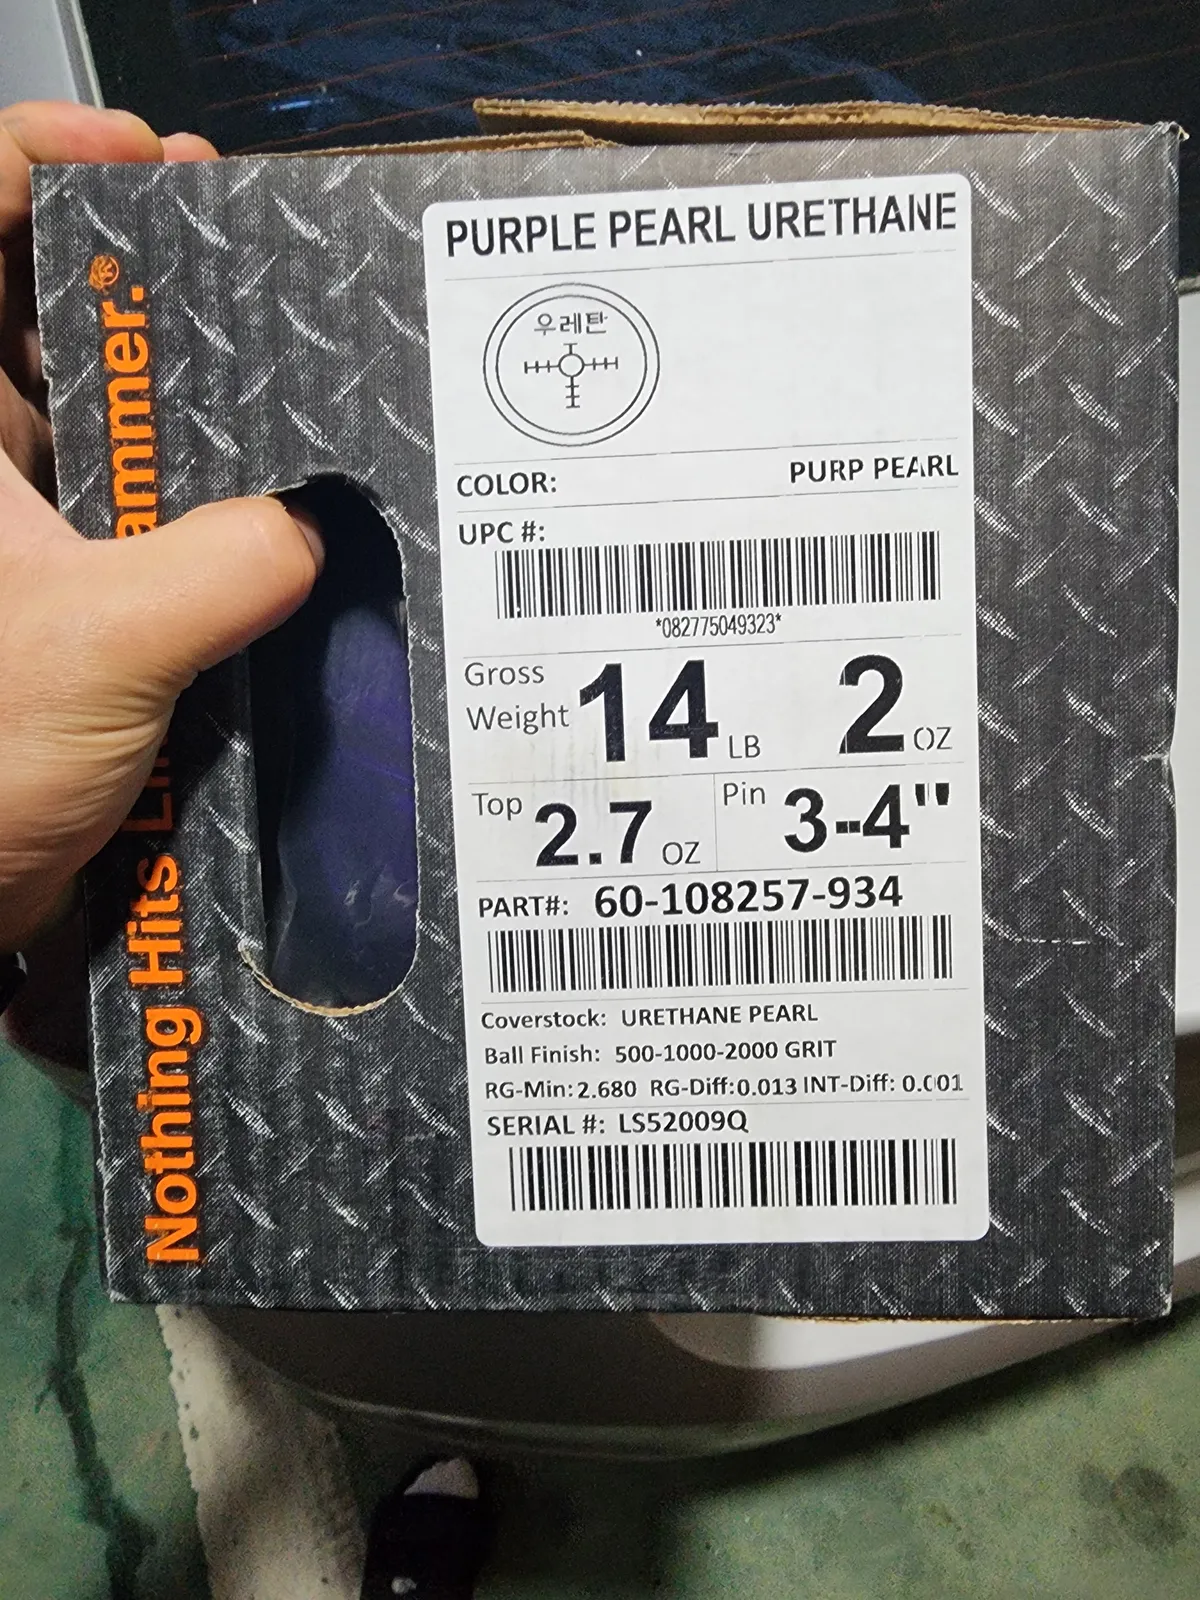 PURPLE PEARL URETHANE
우레탄
COLOR: PURP PEARL
UPC #:
*082775049323*
Gross Weight 14 LB 2 OZ
Top 2.7 OZ Pin 3-4"
PART#: 60-108257-934
Coverstock: URETHANE PEARL
Ball Finish: 500-1000-2000 GRIT
RG-Min: 2.680 RG-Diff: 0.013 INT-Diff: 0.001
SERIAL #: LS52009Q
Nothing Hits ammer.®